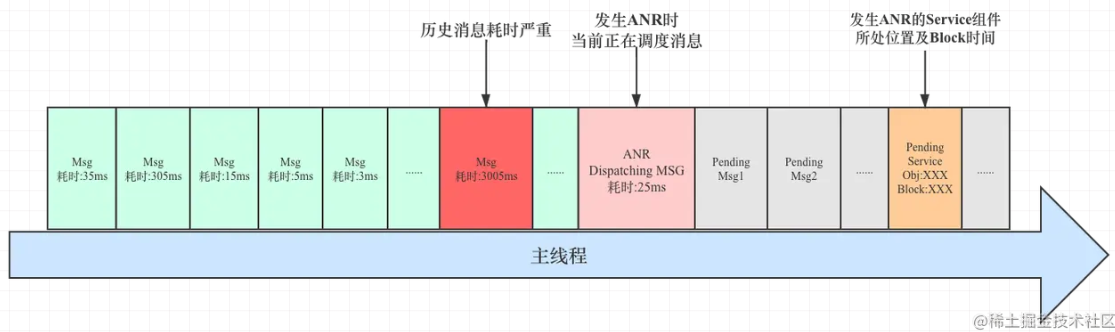 历史消息耗时严重
发生ANR时
当前正在调度消息
发生ANR的Service组件
所处位置及Block时间
Msg
耗时:35ms
Msg
耗时:305ms
Msg
耗时:15ms
Msg
耗时:5ms
Msg
耗时:3ms
......
Msg
耗时:3005ms
......
ANR
Dispatching MSG
耗时:25ms
Pending
Msg1
Pending
Msg2
......
Pending
Service
Obj:XXX
Block:XXX
......
主线程
@稀土掘金技术社区